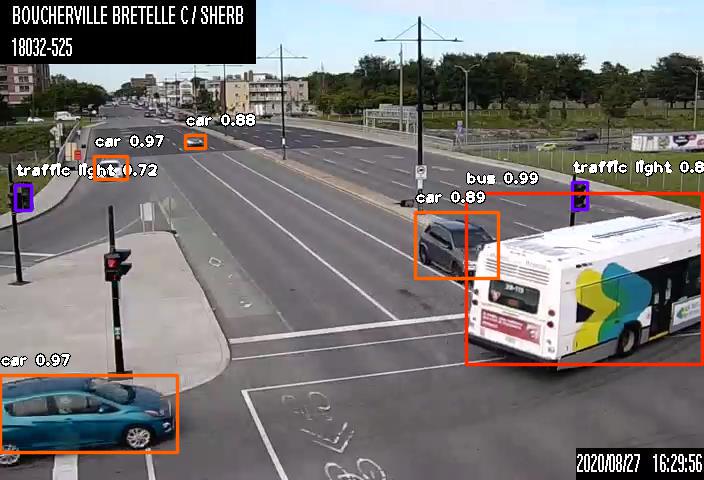 BOUCHERVILLE BRETELLE C / SHERB
18032-525
car 0.88
car 0.97
traffic light 0.72
traffic light 0.8
bus 0.99
car 0.89
car 0.97
2020/08/27 16:29:56